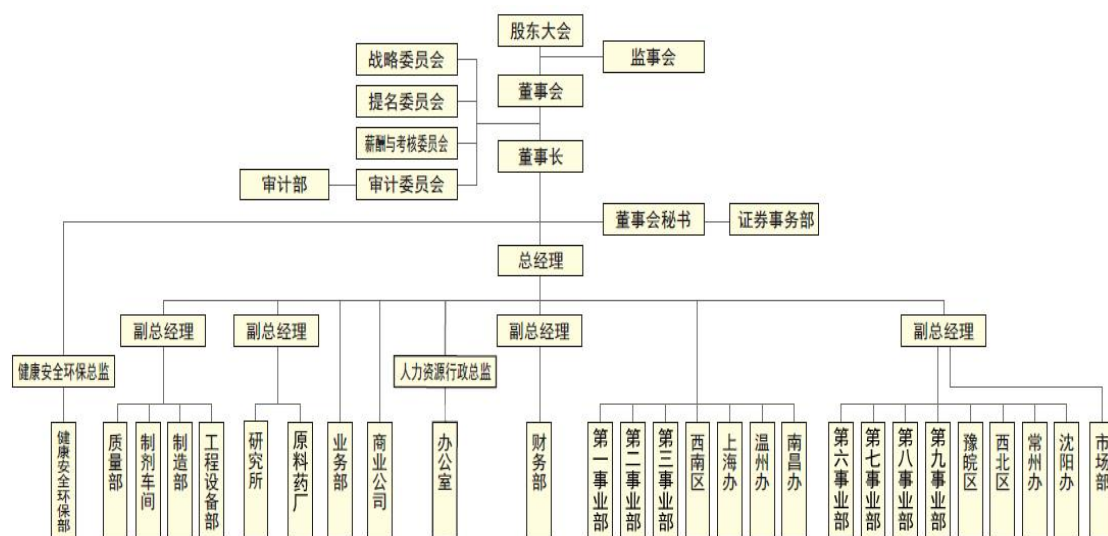 股东大会
监事会
战略委员会
董事会
提名委员会
薪酬与考核委员会
董事长
审计部
审计委员会
董事会秘书
证券事务部
总经理
副总经理
副总经理
副总经理
副总经理
健康安全环保总监
人力资源行政总监
健康安全环保部
质量部
制剂车间
制造部
工程设备部
研究所
原料药厂
业务部
商业公司
办公室
财务部
第一事业部
第二事业部
第三事业部
西南区
上海办
温州办
南昌办
第六事业部
第七事业部
第八事业部
第九事业部
豫皖区
西北区
常州办
沈阳办
市场部